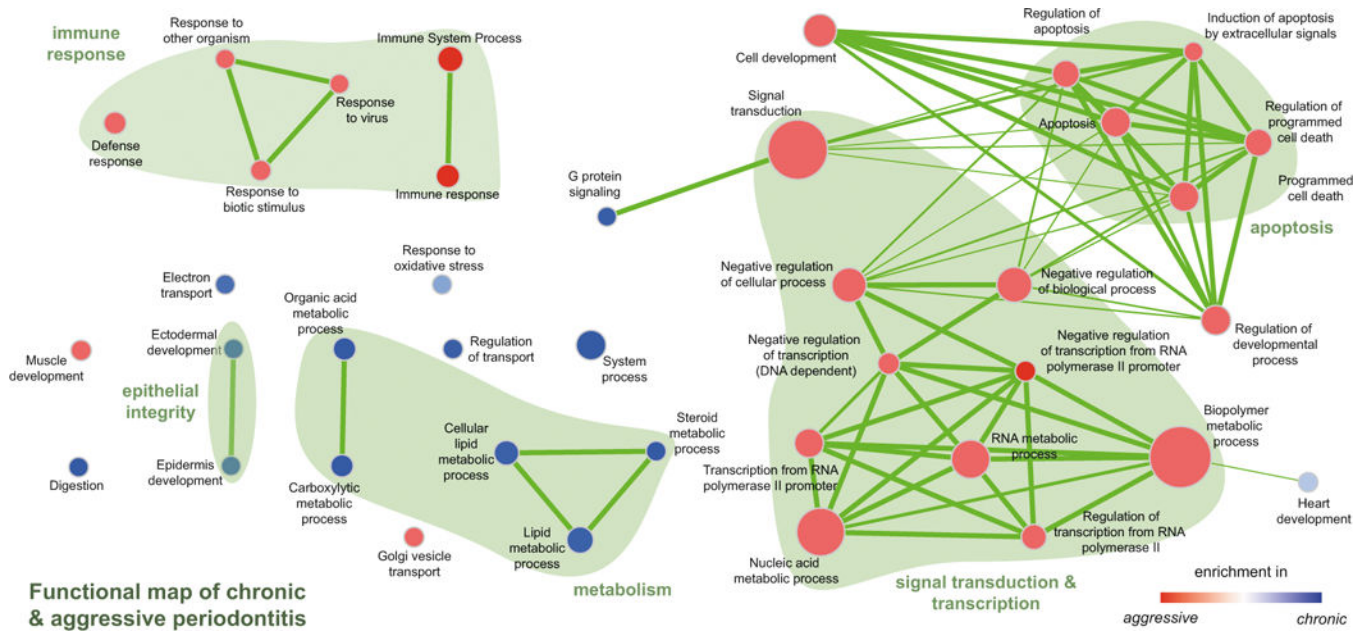 immune
response
Response to
other organism
Immune System Process
Response
to virus
Defense
response
Response to
biotic stimulus
Immune response
Cell development
Regulation of
apoptosis
Induction of apoptosis
by extracellular signals
Signal
transduction
Apoptosis
Regulation of
programmed
cell death
Programmed
cell death
apoptosis
G protein
signaling
Electron
transport
Response to
oxidative stress
Organic acid
metabolic
process
Negative regulation
of cellular process
Negative regulation
of biological process
Ectodermal
development
Muscle
development
epithelial
integrity
Regulation
of transport
System
process
Negative regulation
of transcription
(DNA dependent)
Negative regulation
of transcription from RNA
polymerase II promoter
Regulation of
developmental
process
Cellular
lipid
metabolic
process
Steroid
metabolic
process
Biopolymer
metabolic
process
Digestion
Epidermis
development
Carboxylytic
metabolic
process
Transcription from RNA
polymerase II promoter
RNA metabolic
process
Heart
development
Golgi vesicle
transport
Lipid
metabolic
process
Nucleic acid
metabolic process
Regulation of
transcription from RNA
polymerase II
metabolism
signal transduction &
transcription
Functional map of chronic
& aggressive periodontitis
enrichment in
aggressive
chronic